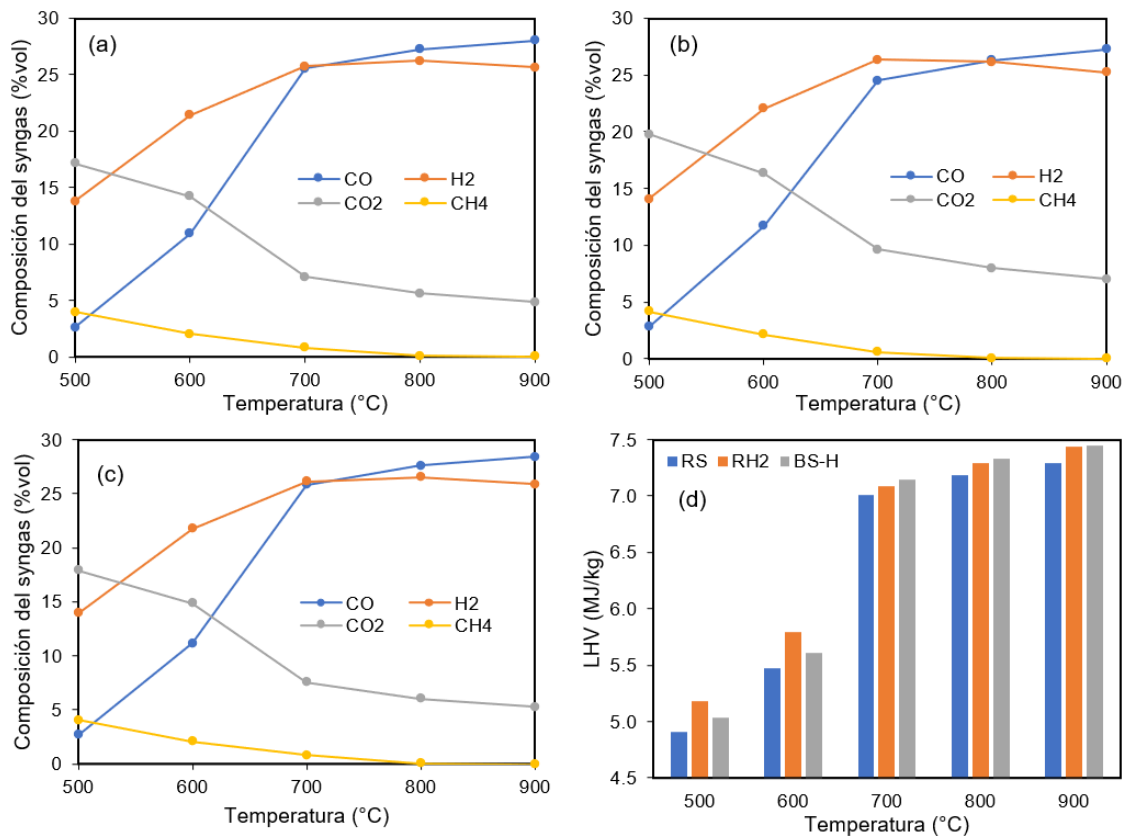 (a)
Composición del syngas (%vol)
30
25
20
15
10
5
0
CO H2
CO2 CH4
500 600 700 800 900
Temperatura (°C)
(b)
Composición del syngas (%vol)
30
25
20
15
10
5
0
CO H2
CO2 CH4
500 600 700 800 900
Temperatura (°C)
(c)
Composición del syngas (%vol)
30
25
20
15
10
5
0
CO H2
CO2 CH4
500 600 700 800 900
Temperatura (°C)
RS RH2 BS-H
(d)
LHV (MJ/kg)
7.5
7.0
6.5
6.0
5.5
5.0
4.5
500 600 700 800 900
Temperatura (°C)